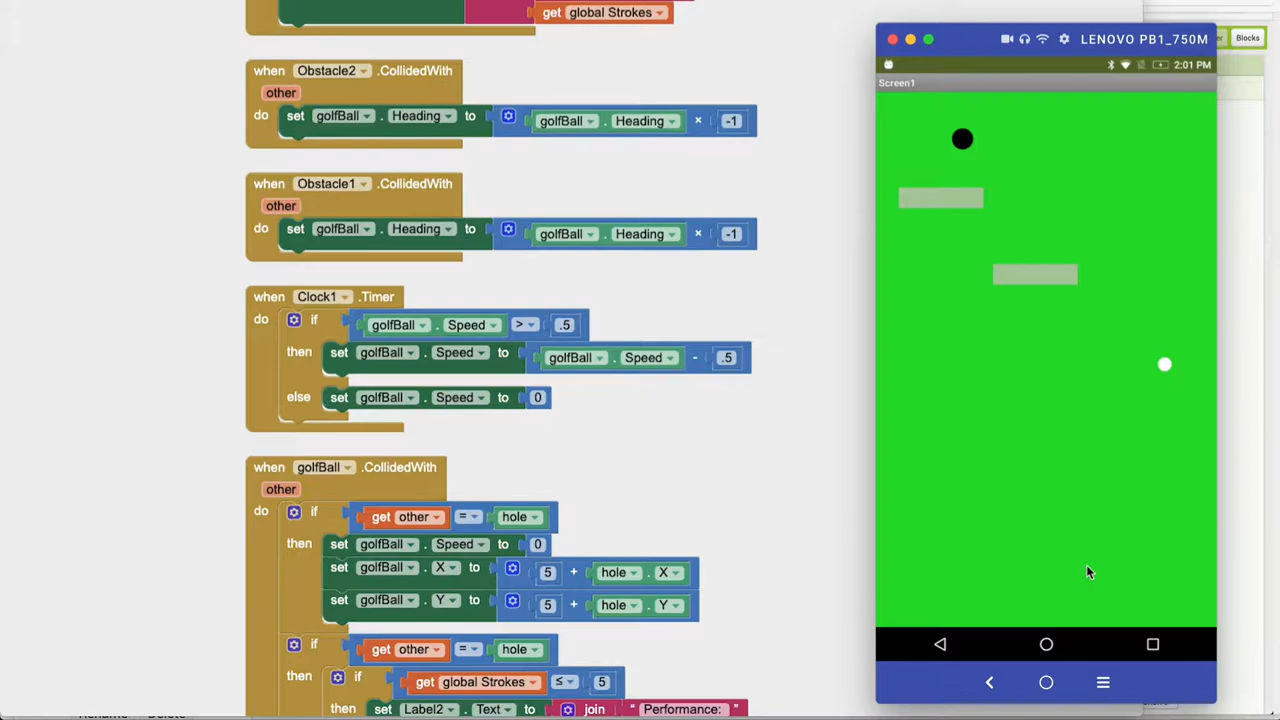 get global Strokes
when Obstacle2 .CollidedWith
other
do set golfBall . Heading to golfBall . Heading × -1
when Obstacle1 .CollidedWith
other
do set golfBall . Heading to golfBall . Heading × -1
when Clock1 .Timer
do if golfBall . Speed > .5
then set golfBall . Speed to golfBall . Speed - .5
else set golfBall . Speed to 0
when golfBall .CollidedWith
other
do if get other = hole
then set golfBall . Speed to 0
set golfBall . X to 5 + hole . X
set golfBall . Y to 5 + hole . Y
if get other = hole
then if get global Strokes ≤ 5
then set Label2 . Text to join " Performance: "
LENOVO PB1_750M
2:01 PM
Screen1
Blocks